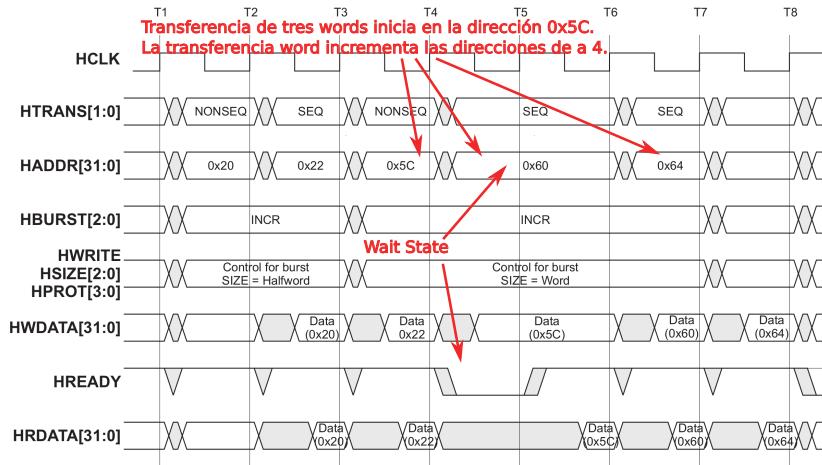 T1 T2 T3 T4 T5 T6 T7 T8
Transferencia de tres words inicia en la dirección 0x5C.
La transferencia word incrementa las direcciones de a 4.
HCLK
HTRANS[1:0] NONSEQ SEQ NONSEQ SEQ SEQ
HADDR[31:0] 0x20 0x22 0x5C 0x60 0x64
HBURST[2:0] INCR INCR
Wait State
HWRITE
HSIZE[2:0] Control for burst Control for burst
HPROT[3:0] SIZE = Halfword SIZE = Word
HWDATA[31:0] Data Data Data Data Data
(0x20) 0x22 (0x5C) (0x60) (0x64)
HREADY
HRDATA[31:0] Data Data Data Data Data
(0x20) (0x22) (0x5C) (0x60) (0x64)